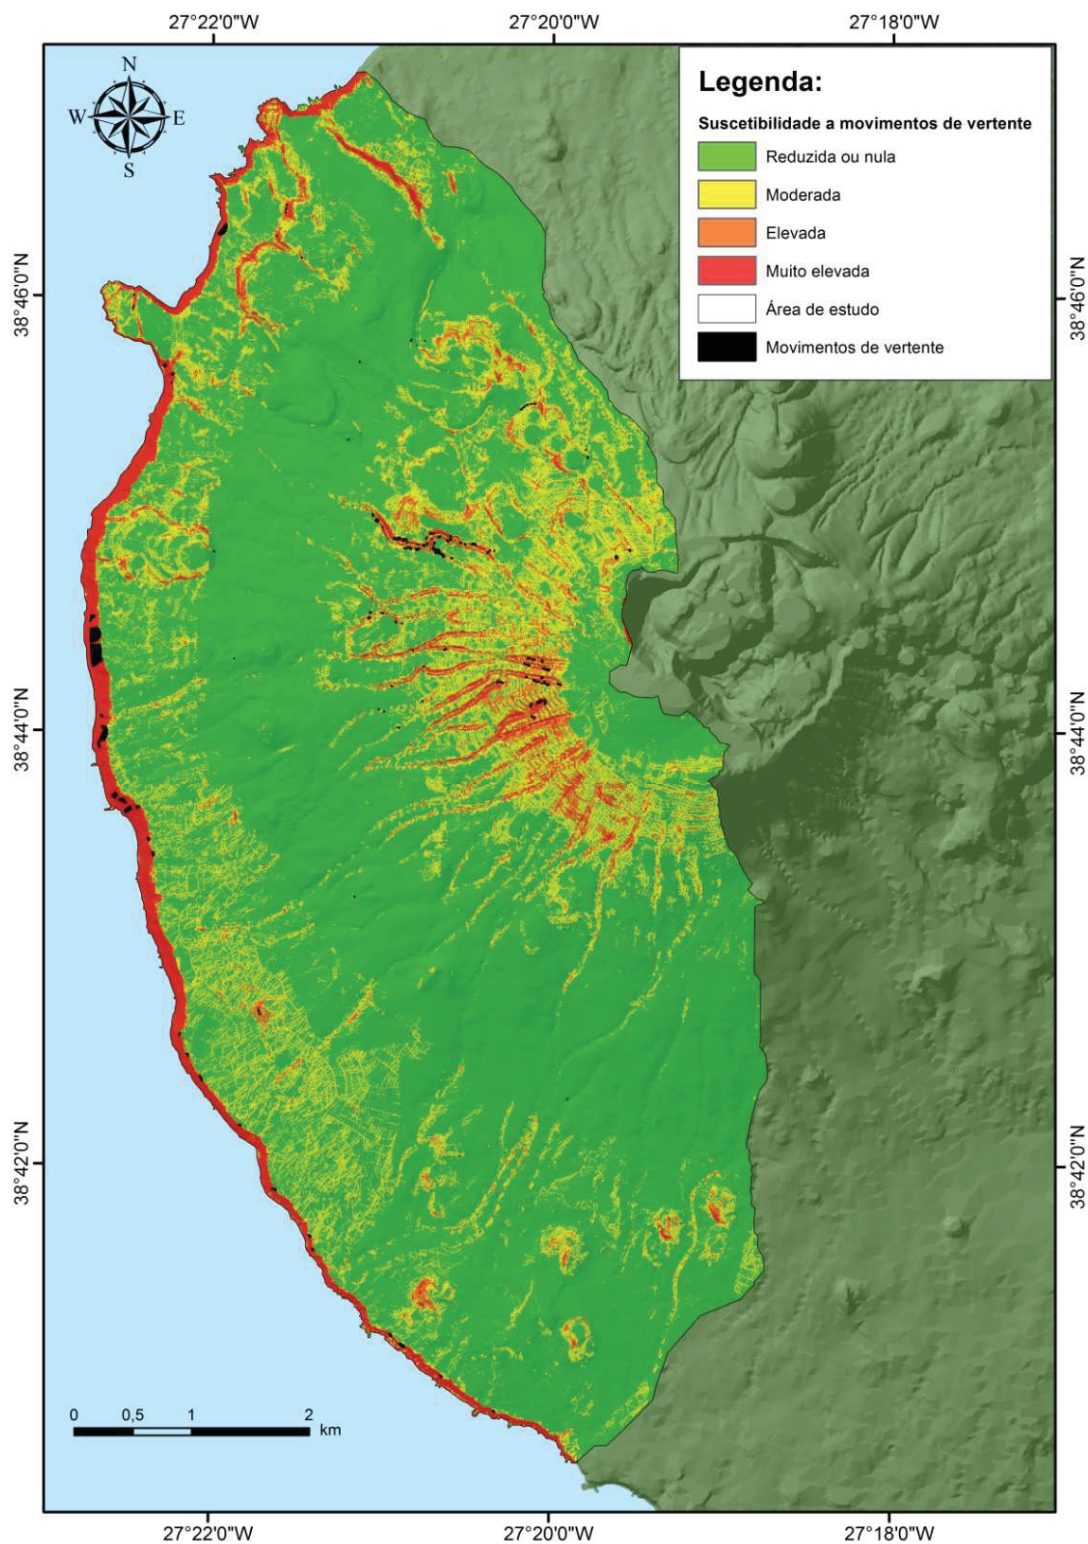 27°22'0"W 27°20'0"W 27°18'0"W
N
W E
S
Legenda:
Suscetibilidade a movimentos de vertente
Reduzida ou nula
Moderada
Elevada
Muito elevada
Área de estudo
Movimentos de vertente
38°46'0"N 38°46'0"N
38°44'0"N 38°44'0"N
38°42'0"N 38°42'0"N
0 0,5 1 2
km
27°22'0"W 27°20'0"W 27°18'0"W